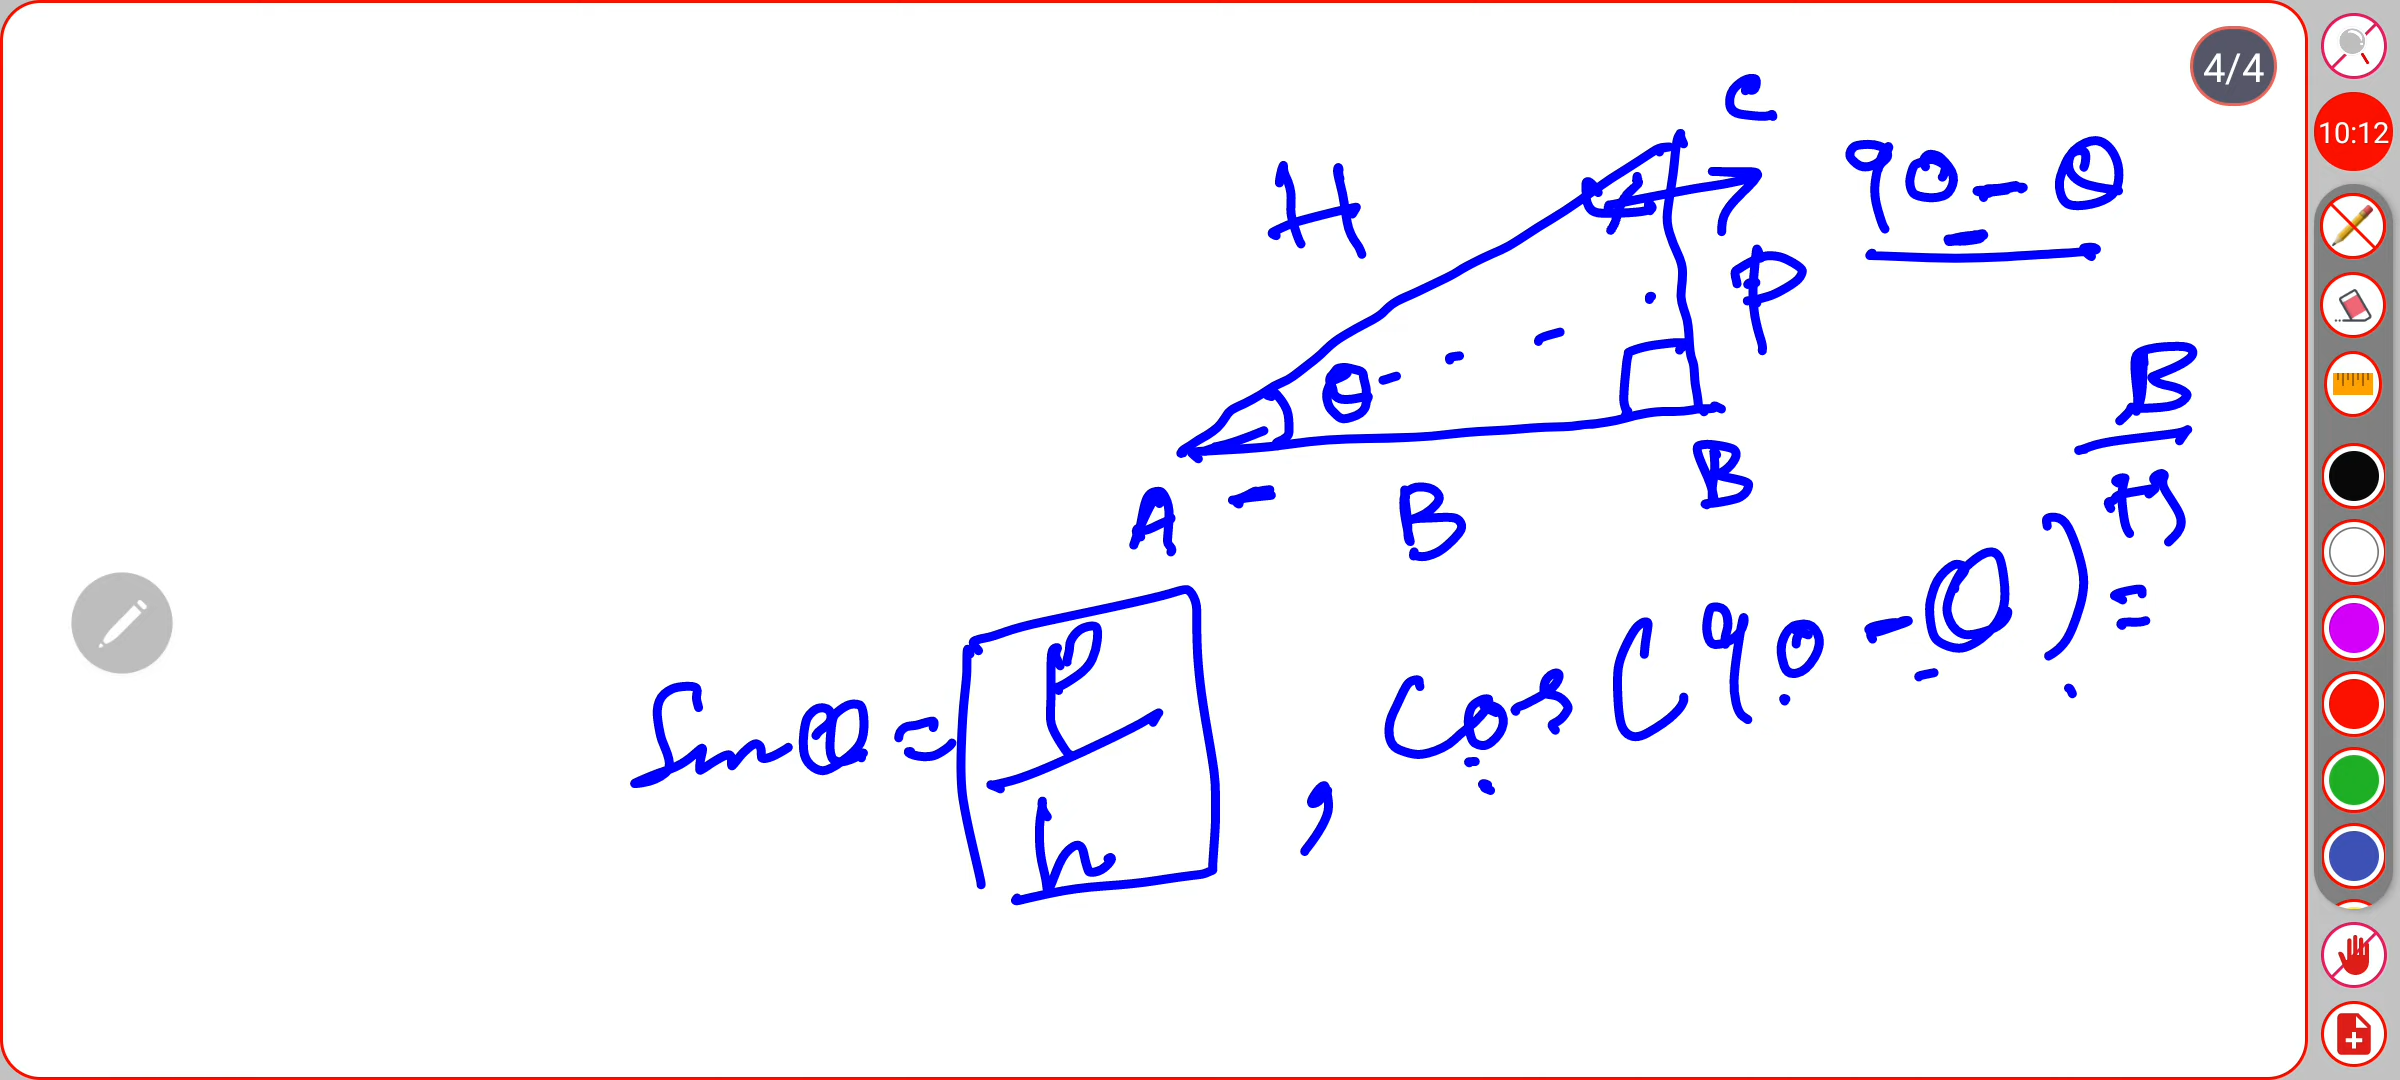 4/4
10:12
C
H
90-θ
P
θ
B
H
A
B
B
Sinθ = P/h , Cos(90-θ) =